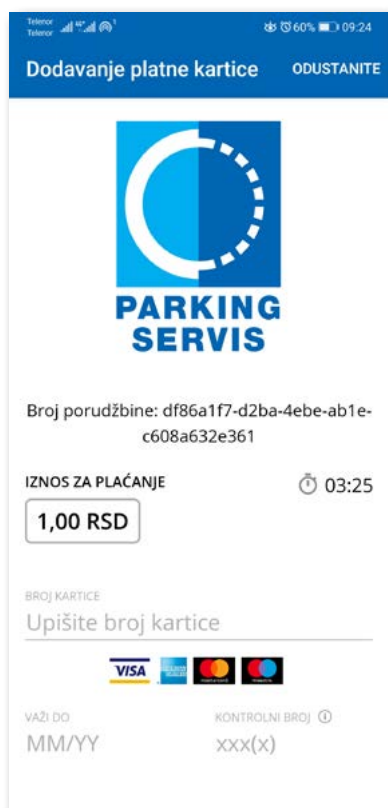 Telenor
Telenor 60% 09:24
Dodavanje platne kartice ODUSTANITE
PARKING
SERVIS
Broj porudžbine: df86a1f7-d2ba-4ebe-ab1e-
c608a632e361
IZNOS ZA PLAĆANJE 03:25
1,00 RSD
BROJ KARTICE
Upišite broj kartice
VISA
VAŽI DO KONTROLNI BROJ
MM/YY xxx(x)